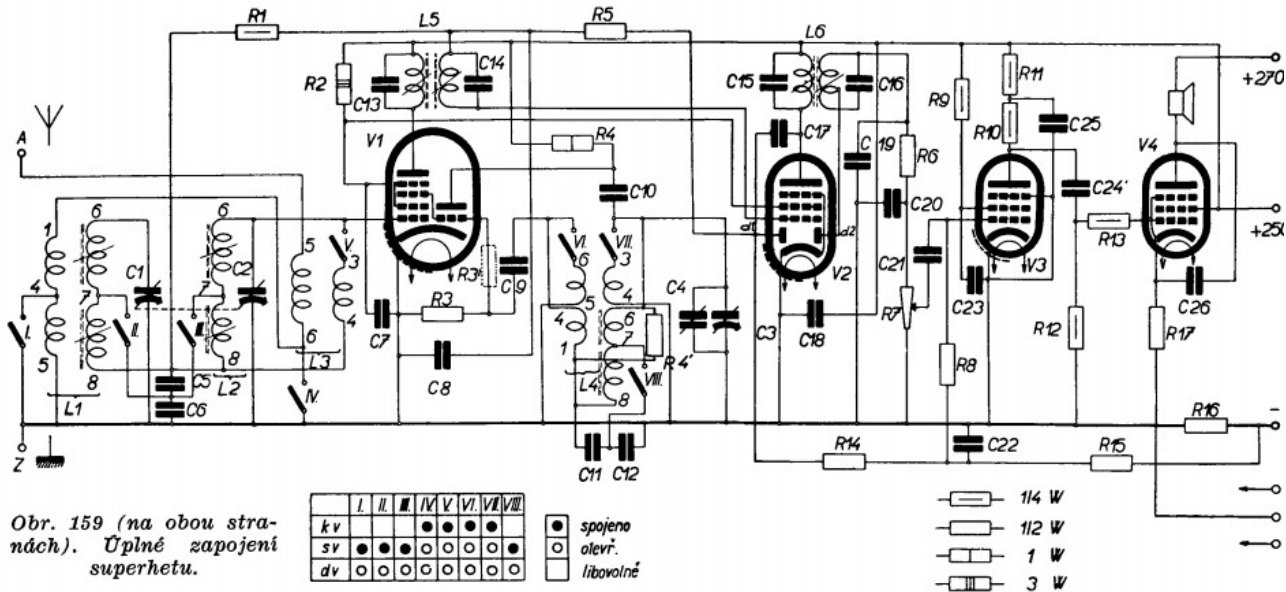 R1
L5
R5
L6
R2
C13
C14
C15
C16
R9
R11
+270
V1
R4
C17
C19
R6
R10
C25
V4
A
C10
C20
C24'
+250
1
6
6
5
V.
3
VI.
6
VII.
3
d1
d2
V2
C21
V3
R13
C1
C2
R3'
C9
C4
4
7
7
5
4
R7
C23
C26
I.
II.
III.
4
C7
R3
4
6
7
R4'
C3
C18
R12
R17
5
8
C5
8
6
L3
C8
1
L4
8
VIII.
R8
L1
C6
L2
IV.
R16
-
Z
C11
C12
R14
C22
R15
I. II. III. IV. V. VI. VII. VIII.
kv
sv
dv
spojeno
otevř.
libovolné
1/4 W
1/2 W
1 W
3 W
Obr. 159 (na obou stra-
nách). Úplné zapojení
superhetu.